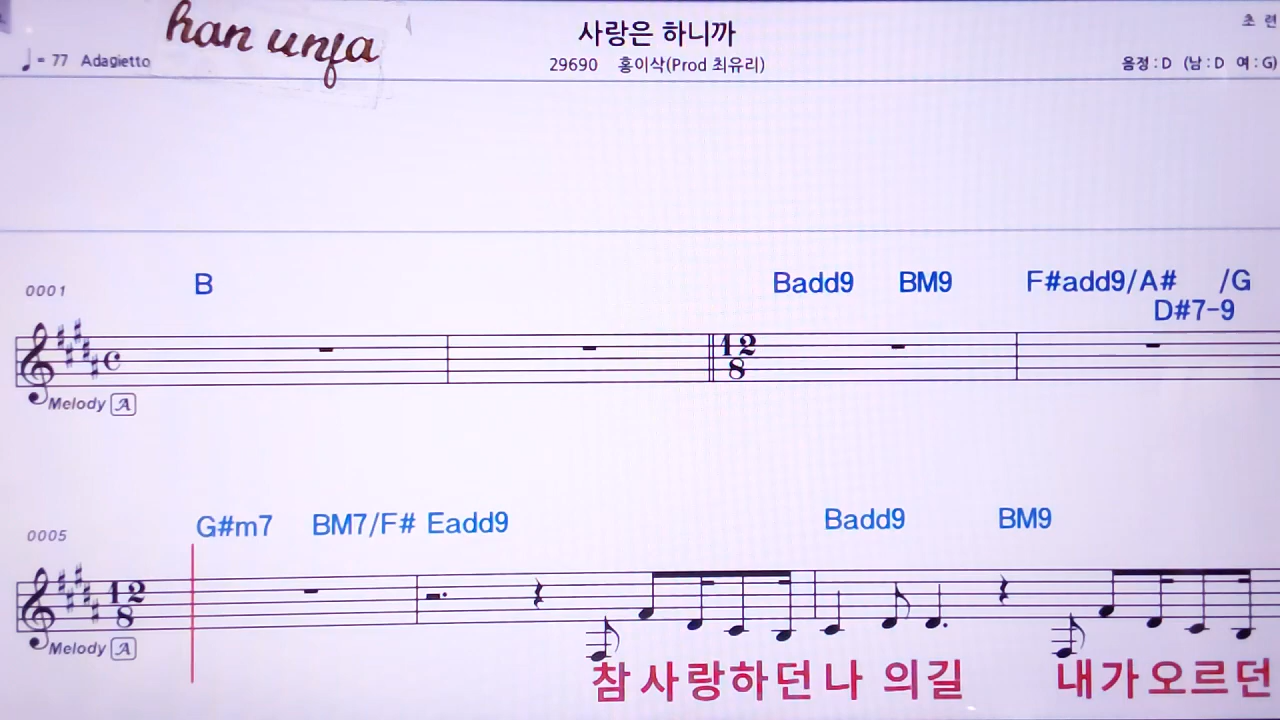 han unfa
사랑은 하니까
초 련
♩= 77 Adagietto
29690 홍이삭(Prod 최유리)
음정 : D (남 : D 여 : G)
0001 B Badd9 BM9 F#add9/A# /G
D#7-9
C 12/8
Melody A
0005 G#m7 BM7/F# Eadd9 Badd9 BM9
12/8
Melody A
참 사랑하던 나 의길 내가오르던